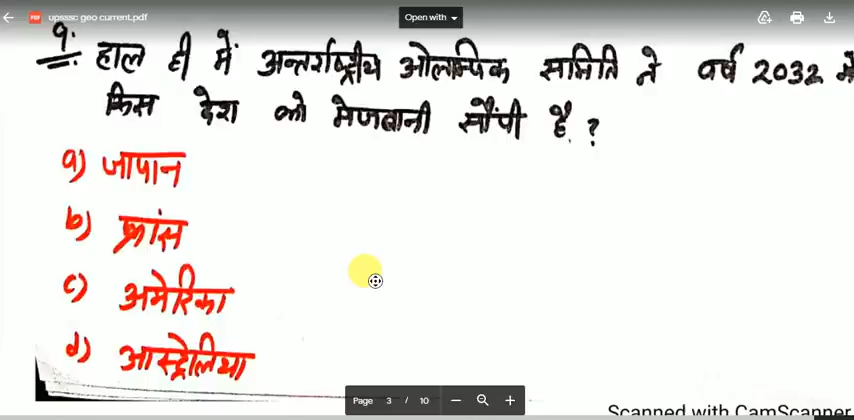 upsssc geo current.pdf
Open with
9. हाल ही में अन्तर्राष्ट्रीय ओलम्पिक समिति ने वर्ष 2032 में
किस देश को मेजबानी सौंपी है.?
a) जापान
b) फ्रांस
c) अमेरिका
d) आस्ट्रेलिया
Page 3 / 10
Scanned with CamScanner